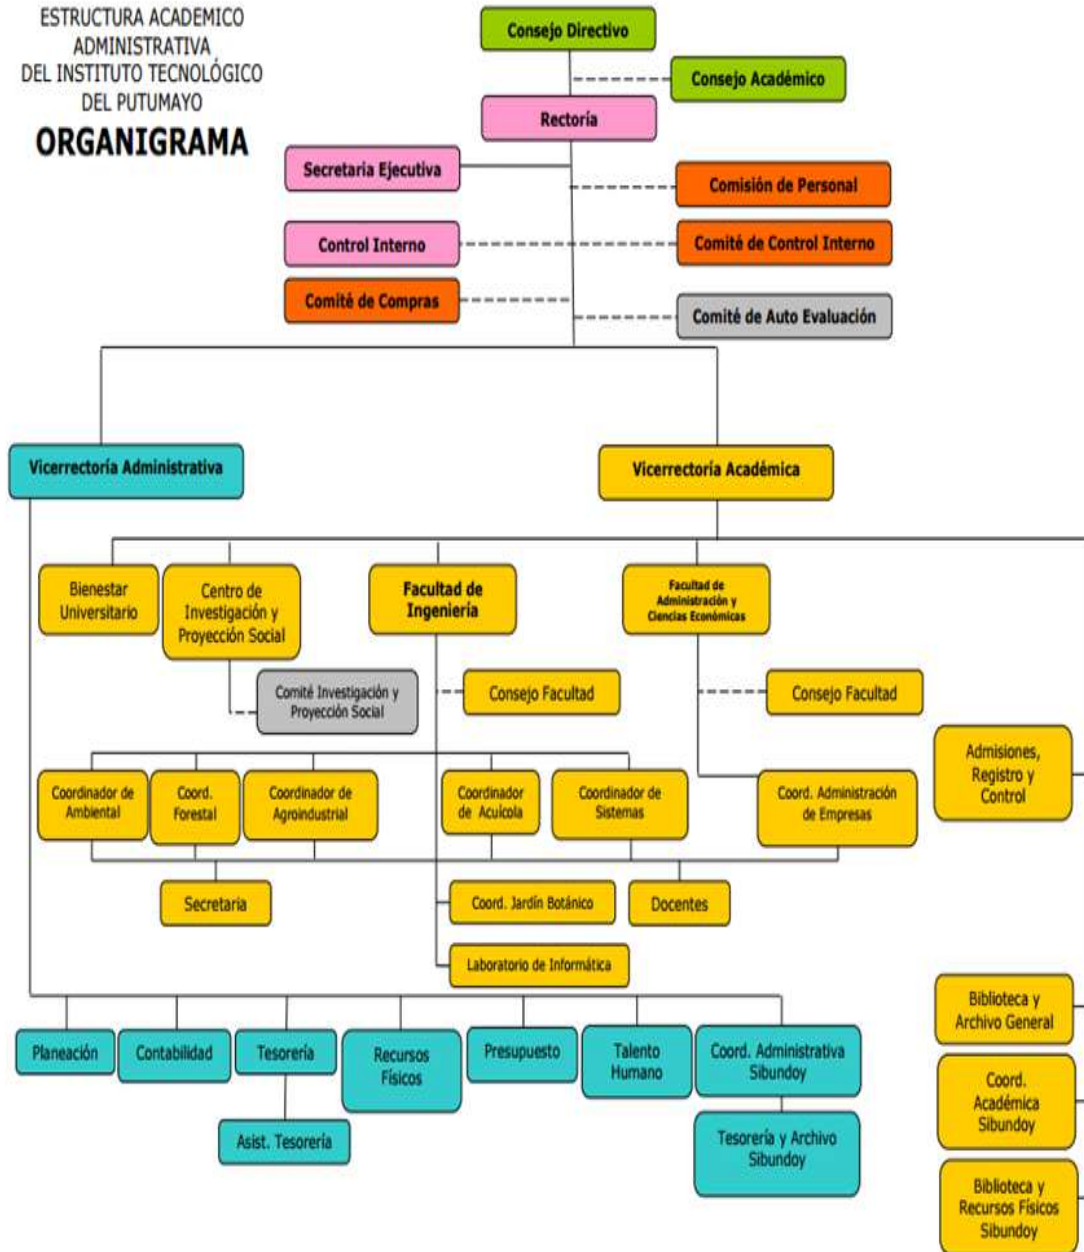 ESTRUCTURA ACADEMICO
ADMINISTRATIVA
DEL INSTITUTO TECNOLÓGICO
DEL PUTUMAYO
ORGANIGRAMA
Consejo Directivo
Consejo Académico
Rectoría
Secretaria Ejecutiva
Comisión de Personal
Control Interno
Comité de Control Interno
Comité de Compras
Comité de Auto Evaluación
Vicerrectoría Administrativa
Vicerrectoría Académica
Bienestar
Universitario
Centro de
Investigación y
Proyección Social
Facultad de
Ingeniería
Facultad de
Administración y
Ciencias Económicas
Comité Investigación y
Proyección Social
Consejo Facultad
Consejo Facultad
Admisiones,
Registro y
Control
Coordinador de
Ambiental
Coord.
Forestal
Coordinador de
Agroindustrial
Coordinador
de Acuícola
Coordinador de
Sistemas
Coord. Administración
de Empresas
Secretaria
Coord. Jardín Botánico
Docentes
Laboratorio de Informática
Biblioteca y
Archivo General
Planeación
Contabilidad
Tesorería
Recursos
Físicos
Presupuesto
Talento
Humano
Coord. Administrativa
Sibundoy
Coord.
Académica
Sibundoy
Asist. Tesorería
Tesorería y Archivo
Sibundoy
Biblioteca y
Recursos Físicos
Sibundoy